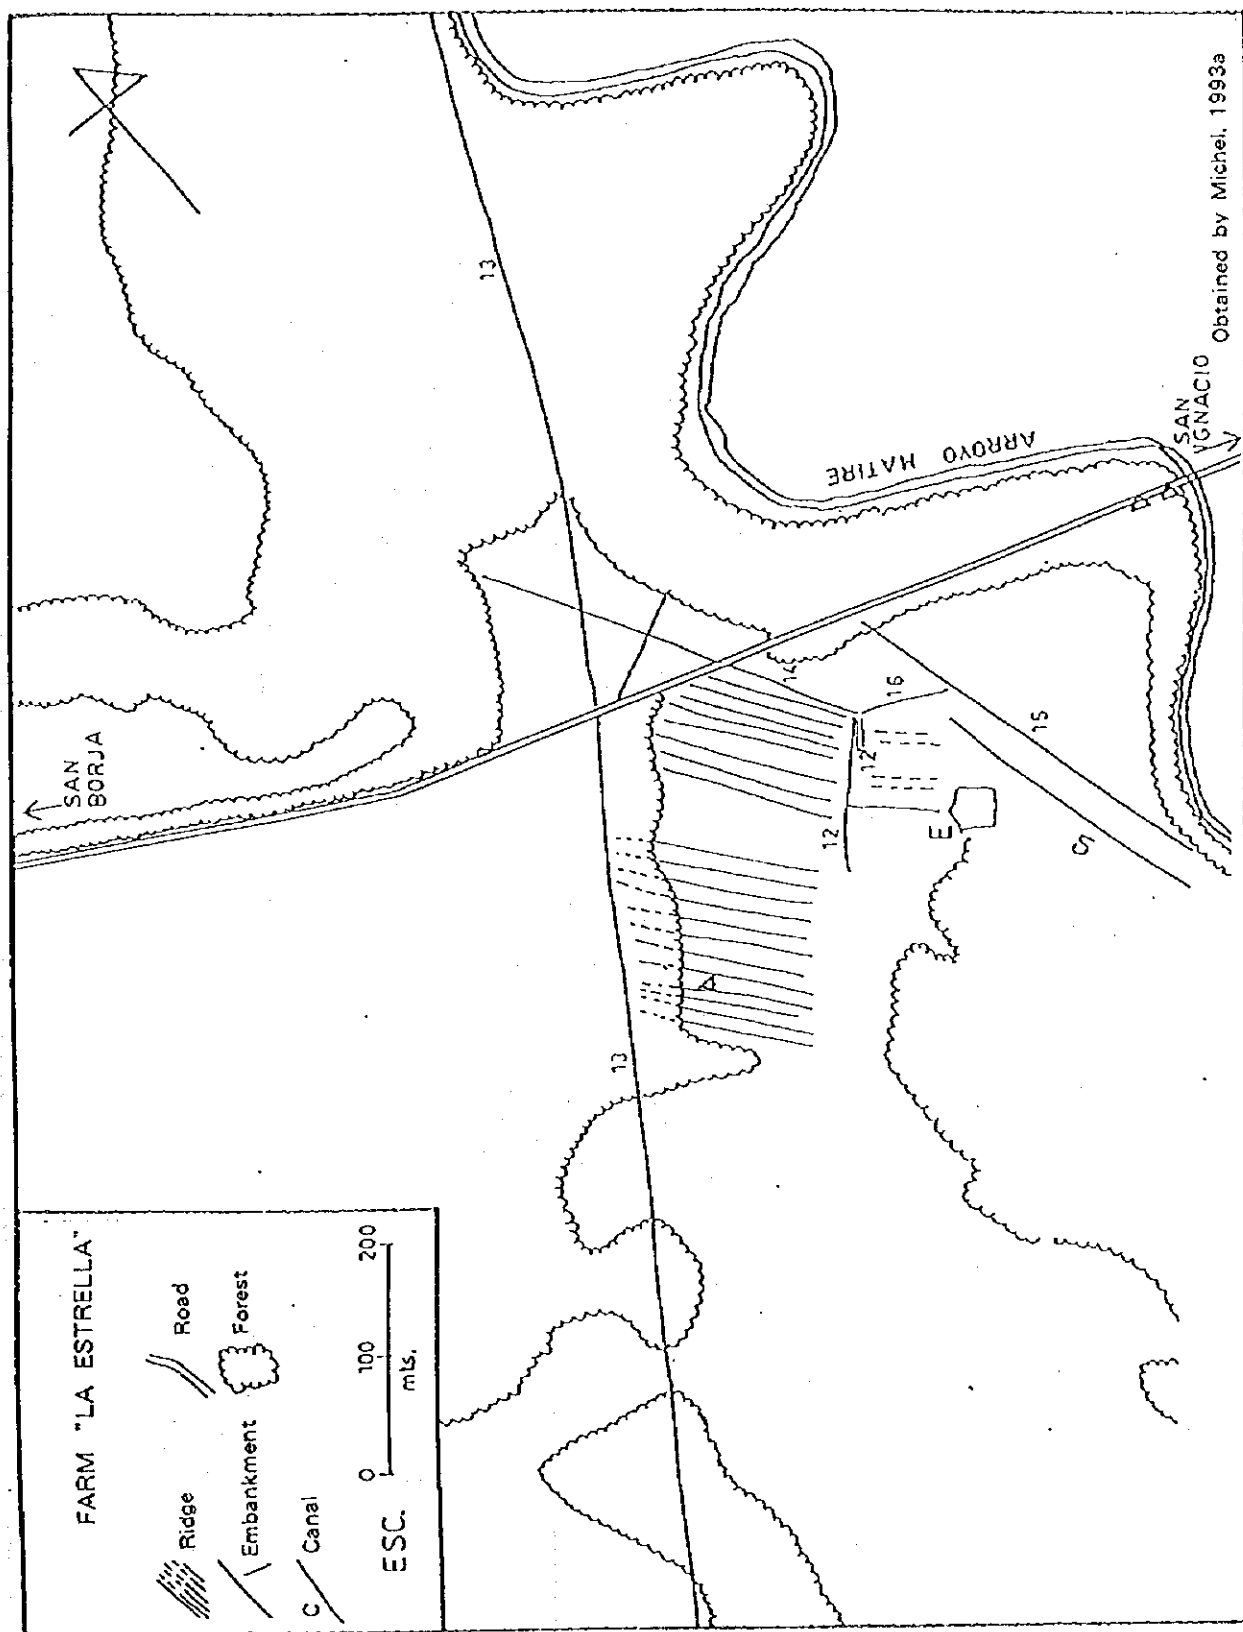 FARM "LA ESTRELLA"
Ridge
Road
Embankment
Forest
C Canal
ESC.
0 100 200
mts.
SAN
BORJA
13
13
14
16
12
12
15
E
A
S
ARROYO MATIRE
SAN
IGNACIO
Obtained by Michel, 1993a